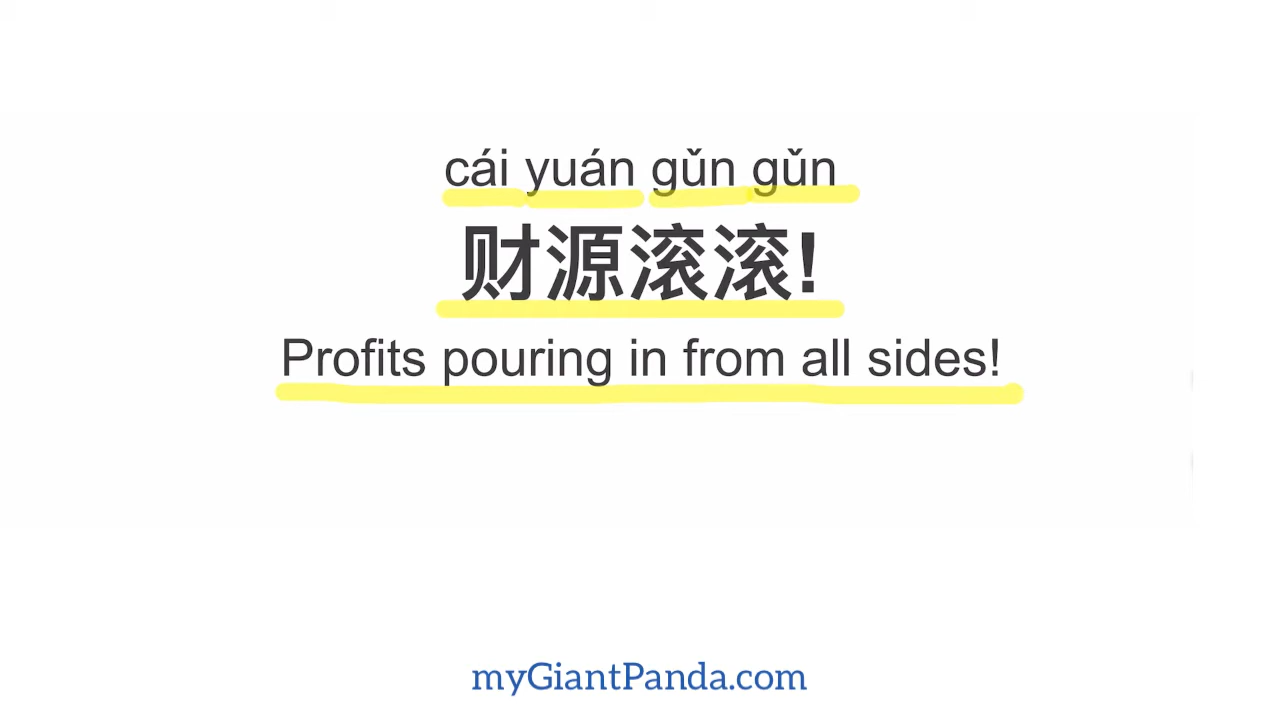 cái yuán gǔn gǔn
财源滚滚!
Profits pouring in from all sides!
myGiantPanda.com